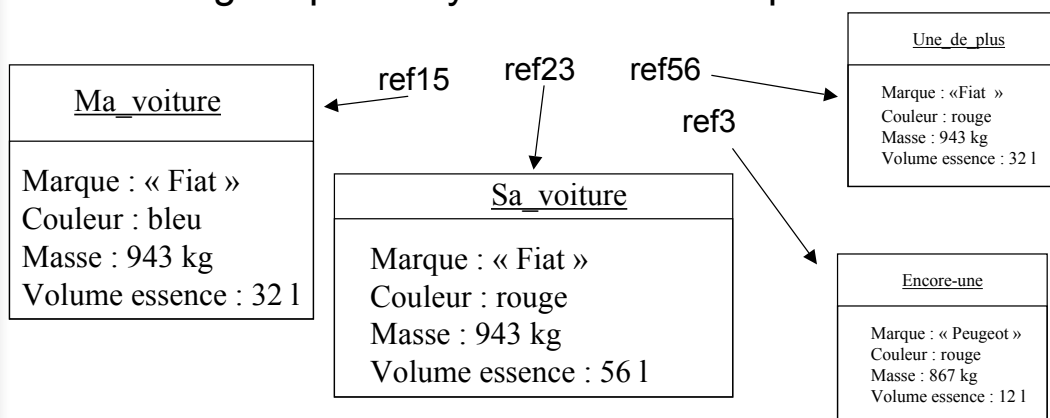 ref15
ref23
ref56
ref3
Ma_voiture
Marque : « Fiat »
Couleur : bleu
Masse : 943 kg
Volume essence : 32 l
Sa_voiture
Marque : « Fiat »
Couleur : rouge
Masse : 943 kg
Volume essence : 56 l
Une_de_plus
Marque : «Fiat »
Couleur : rouge
Masse : 943 kg
Volume essence : 32 l
Encore-une
Marque : « Peugeot »
Couleur : rouge
Masse : 867 kg
Volume essence : 12 l